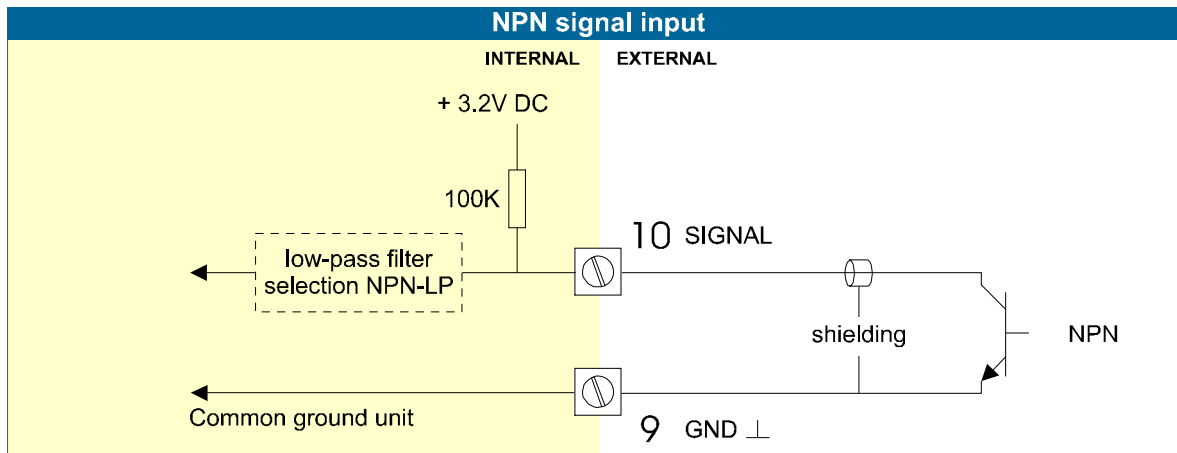 NPN signal input
INTERNAL EXTERNAL
+ 3.2V DC
100K
10 SIGNAL
low-pass filter
selection NPN-LP
shielding
NPN
Common ground unit
9 GND ⊥